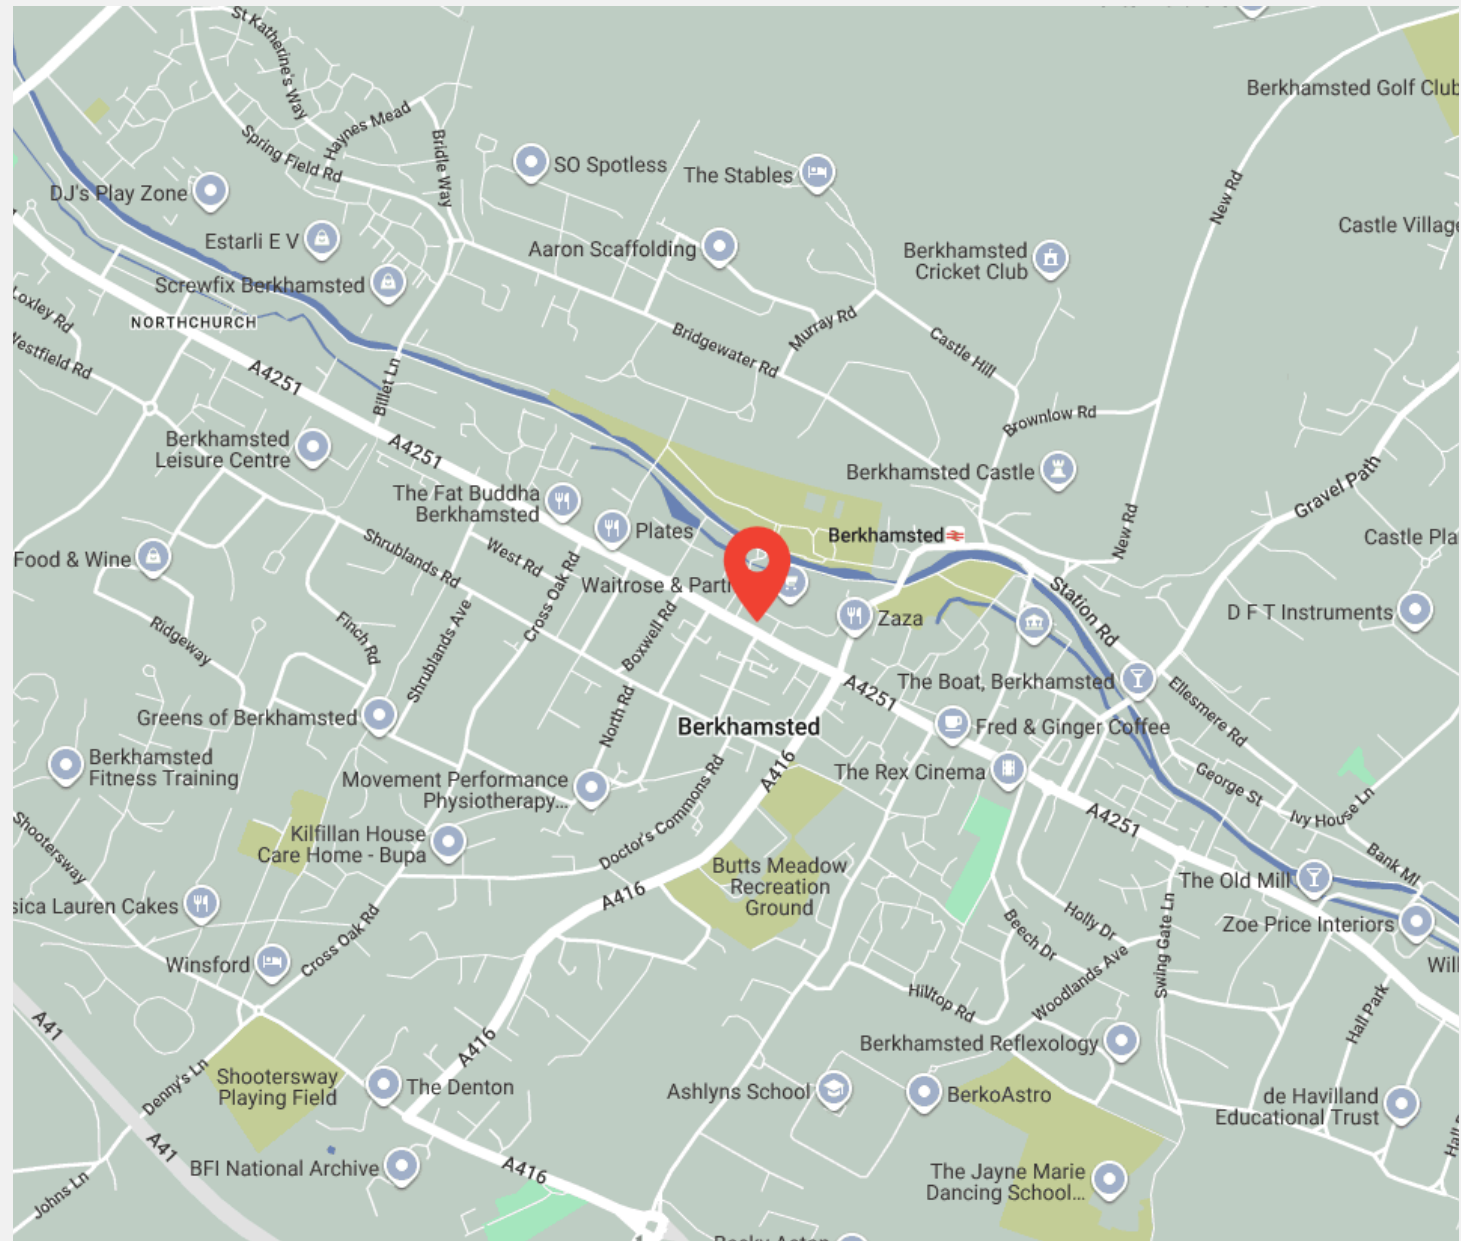 St Katherine's Way
Haynes Mead
Spring Field Rd
Bridle Way
SO Spotless
The Stables
Berkhamsted Golf Club
New Rd
DJ's Play Zone
Estarli E V
Aaron Scaffolding
Berkhamsted
Cricket Club
Castle Village
Screwfix Berkhamsted
Loxley Rd
NORTHCHURCH
Westfield Rd
A4251
Billet Ln
Bridgewater Rd
Murray Rd
Castle Hill
Brownlow Rd
Berkhamsted
Leisure Centre
A4251
Berkhamsted Castle
Gravel Path
The Fat Buddha
Berkhamsted
Plates
Berkhamsted
New Rd
Castle Pla
Food & Wine
Shrublands Rd
West Rd
Cross Oak Rd
Waitrose & Part
Zaza
Station Rd
D F T Instruments
Ridgeway
Finch Rd
Shrublands Ave
Boxwell Rd
The Boat, Berkhamsted
Ellesmere Rd
A4251
Greens of Berkhamsted
North Rd
Berkhamsted
Fred & Ginger Coffee
Berkhamsted
Fitness Training
Movement Performance
Physiotherapy...
A416
The Rex Cinema
George St
Ivy House Ln
Shootersway
Kilfillan House
Care Home - Bupa
Doctor's Commons Rd
A4251
Bank Ml
Butts Meadow
Recreation
Ground
The Old Mill
sica Lauren Cakes
A416
Holly Dr
Beech Dr
Swing Gate Ln
Zoe Price Interiors
Winsford
Cross Oak Rd
Woodlands Ave
Will
Hilltop Rd
Hall Park
A41
A416
Berkhamsted Reflexology
Denny's Ln
Shootersway
Playing Field
The Denton
Ashlyns School
BerkoAstro
de Havilland
Educational Trust
A41
BFI National Archive
A416
The Jayne Marie
Dancing School...
Johns Ln